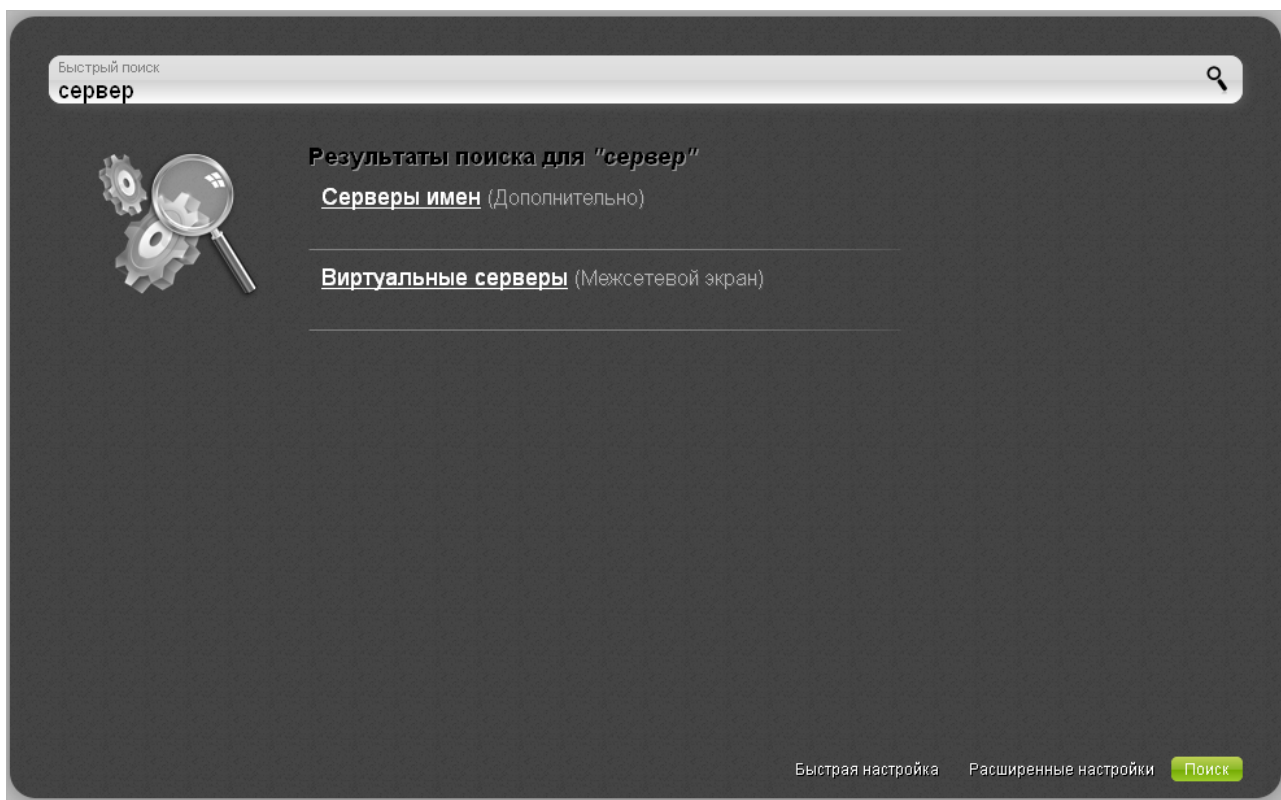 Быстрый поиск
сервер
Результаты поиска для "сервер"
Серверы имен (Дополнительно)
Виртуальные серверы (Межсетевой экран)
Быстрая настройка Расширенные настройки Поиск